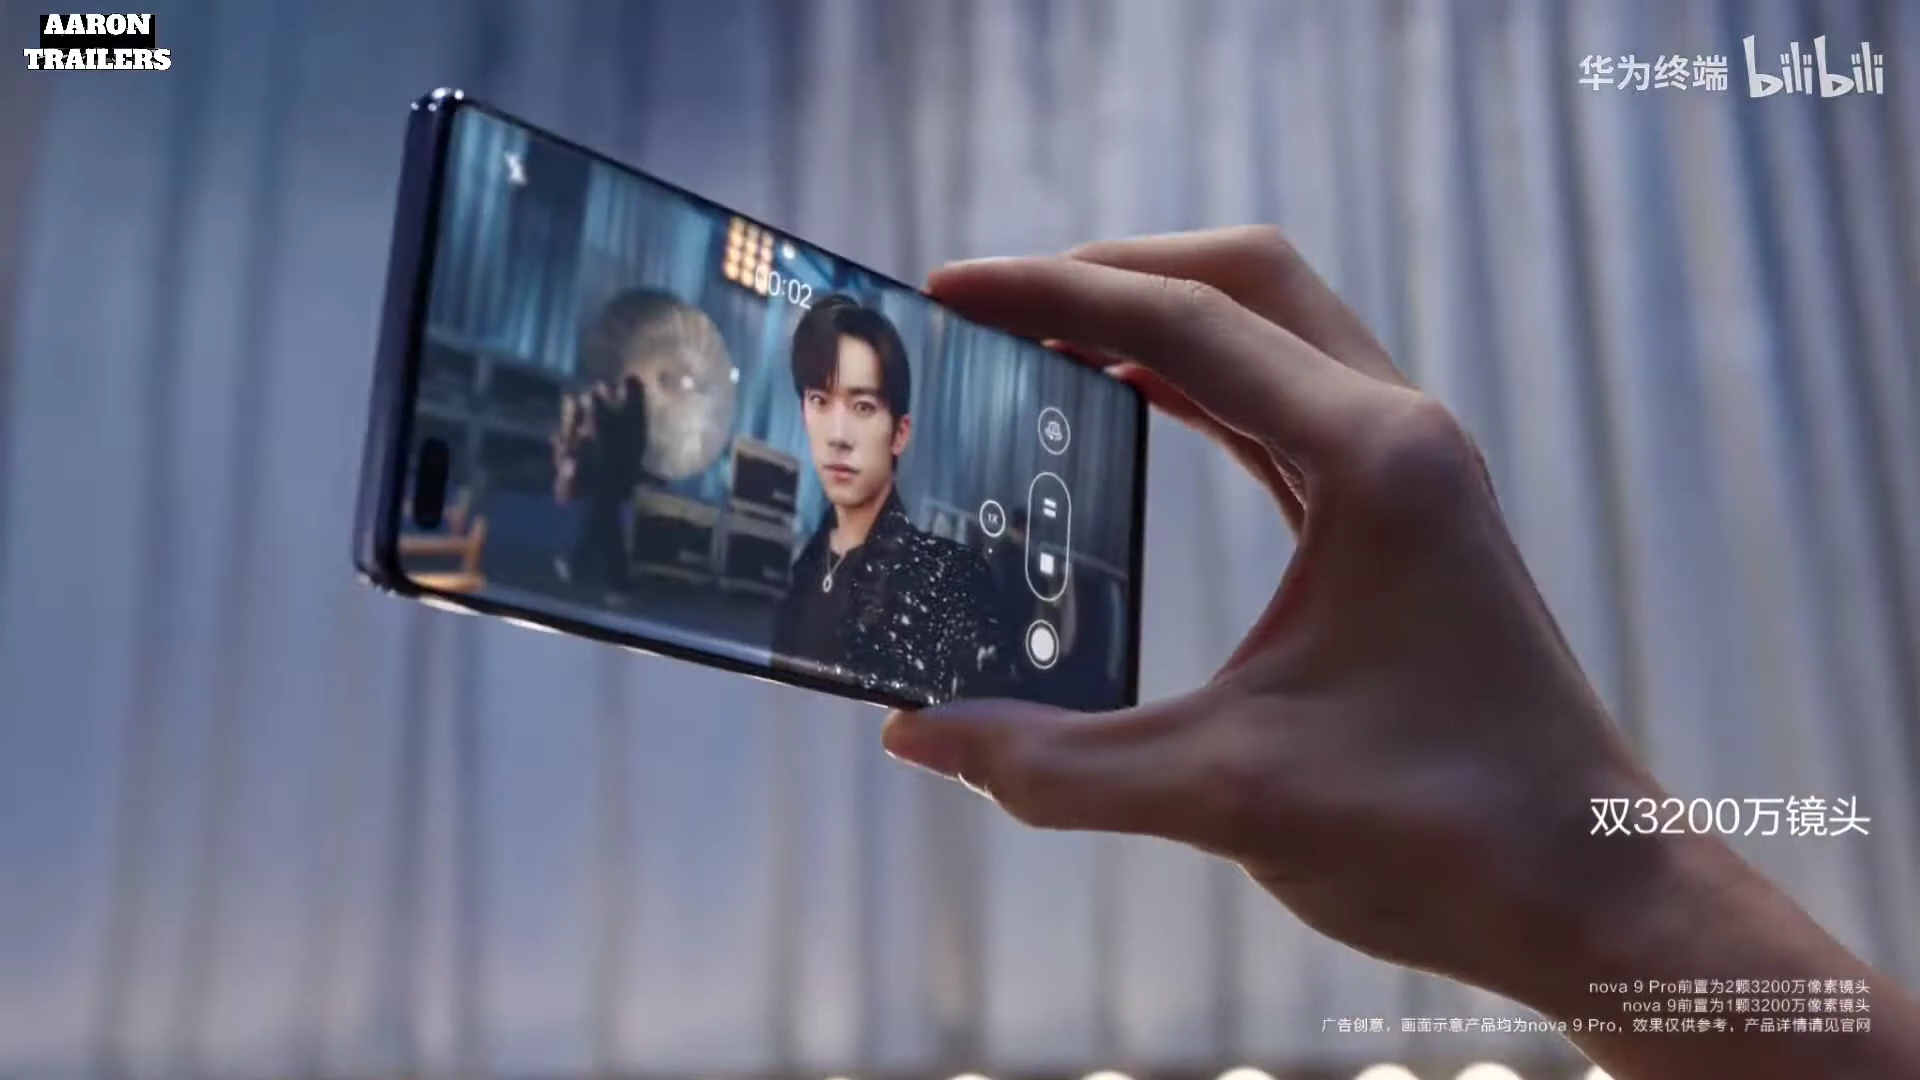 AARON
TRAILERS
华为终端 bilibili
00:02
1X
双3200万镜头
nova 9 Pro前置为2颗3200万像素镜头
nova 9前置为1颗3200万像素镜头
广告创意，画面示意产品均为nova 9 Pro，效果仅供参考，产品详情请见官网